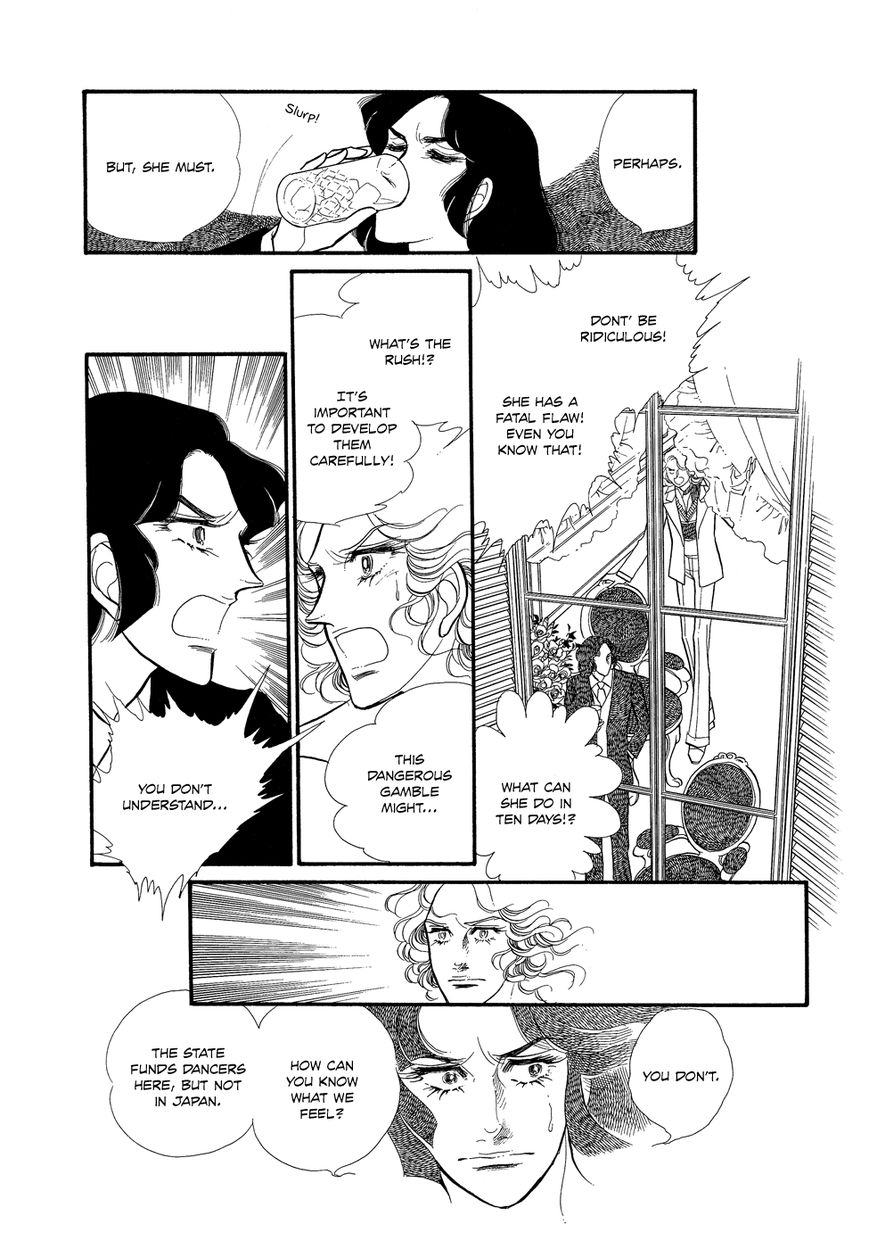 PERHAPS.
Slurp!
BUT, SHE MUST.
DONT' BE
RIDICULOUS!
SHE HAS A
FATAL FLAW!
EVEN YOU
KNOW THAT!
WHAT CAN
SHE DO IN
TEN DAYS!?
WHAT'S THE
RUSH!?
IT'S
IMPORTANT
TO DEVELOP
THEM
CAREFULLY!
THIS
DANGEROUS
GAMBLE
MIGHT...
YOU DON'T
UNDERSTAND...
YOU DON'T.
HOW CAN
YOU KNOW
WHAT WE
FEEL?
THE STATE
FUNDS DANCERS
HERE, BUT NOT
IN JAPAN.